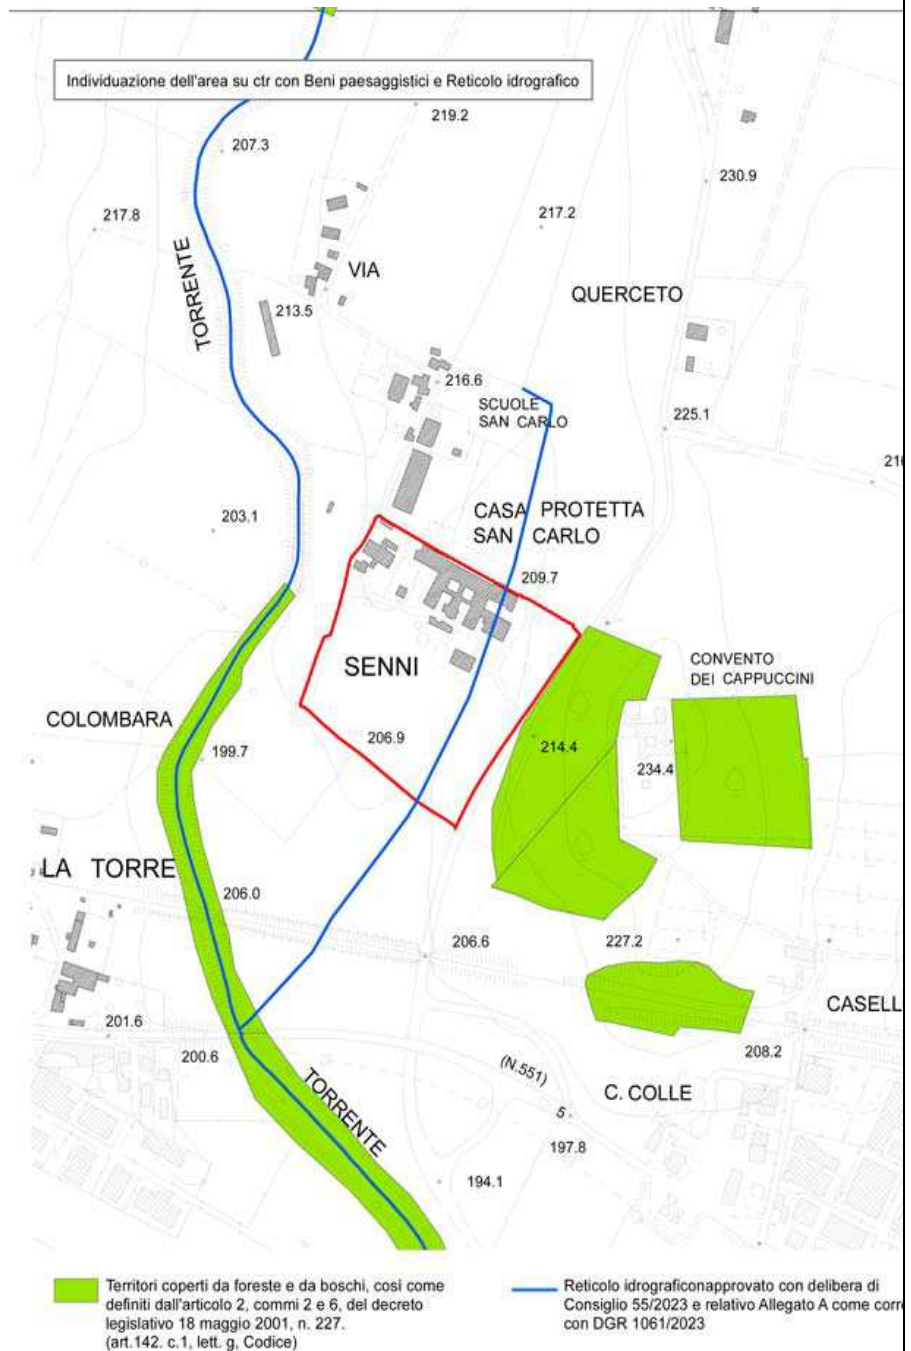 Individuazione dell'area su ctr con Beni paesaggistici e Reticolo idrografico
219.2
207.3
230.9
217.8
217.2
TORRENTE
VIA
QUERCETO
213.5
216.6
SCUOLE
SAN CARLO
225.1
CASA PROTETTA
SAN CARLO
203.1
209.7
SENNI
CONVENTO
DEI CAPPUCCINI
COLOMBARA
206.9
199.7
214.4
234.4
LA TORRE
206.0
206.6
227.2
201.6
200.6
208.2
(N.551)
C. COLLE
TORRENTE
5
197.8
194.1
Territori coperti da foreste e da boschi, così come
definiti dall'articolo 2, commi 2 e 6, del decreto
legislativo 18 maggio 2001, n. 227.
(art.142. c.1, lett. g, Codice)
Reticolo idrograficonapprovato con delibera di
Consiglio 55/2023 e relativo Allegato A come
con DGR 1061/2023